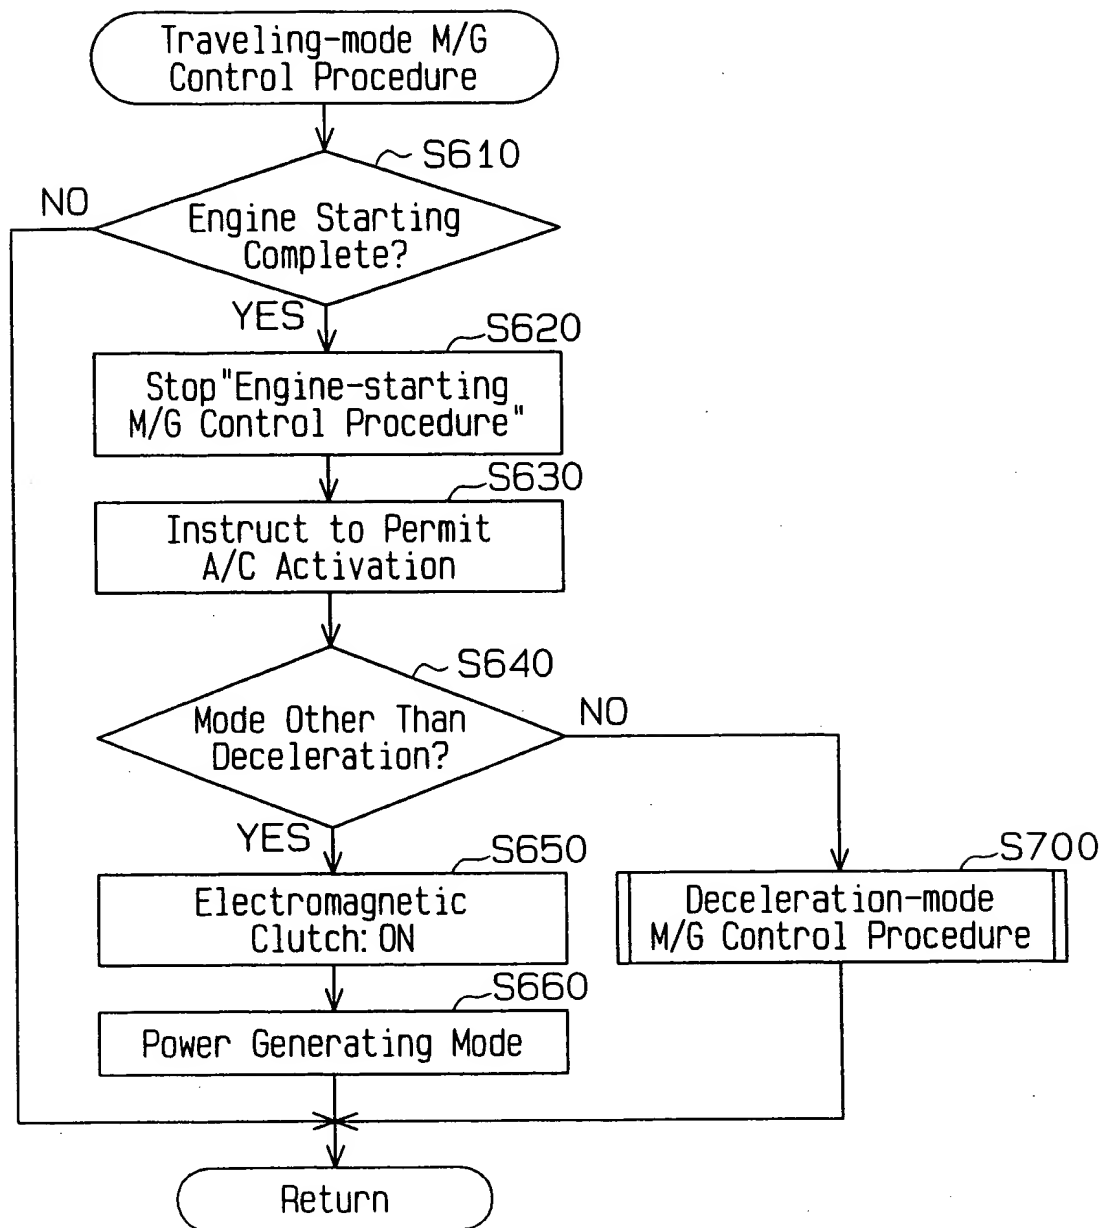 Traveling-mode M/G
Control Procedure
S610
NO
Engine Starting
Complete?
YES
S620
Stop"Engine-starting
M/G Control Procedure"
S630
Instruct to Permit
A/C Activation
S640
Mode Other Than
Deceleration?
NO
YES
S650
Electromagnetic
Clutch: ON
S700
Deceleration-mode
M/G Control Procedure
S660
Power Generating Mode
Return